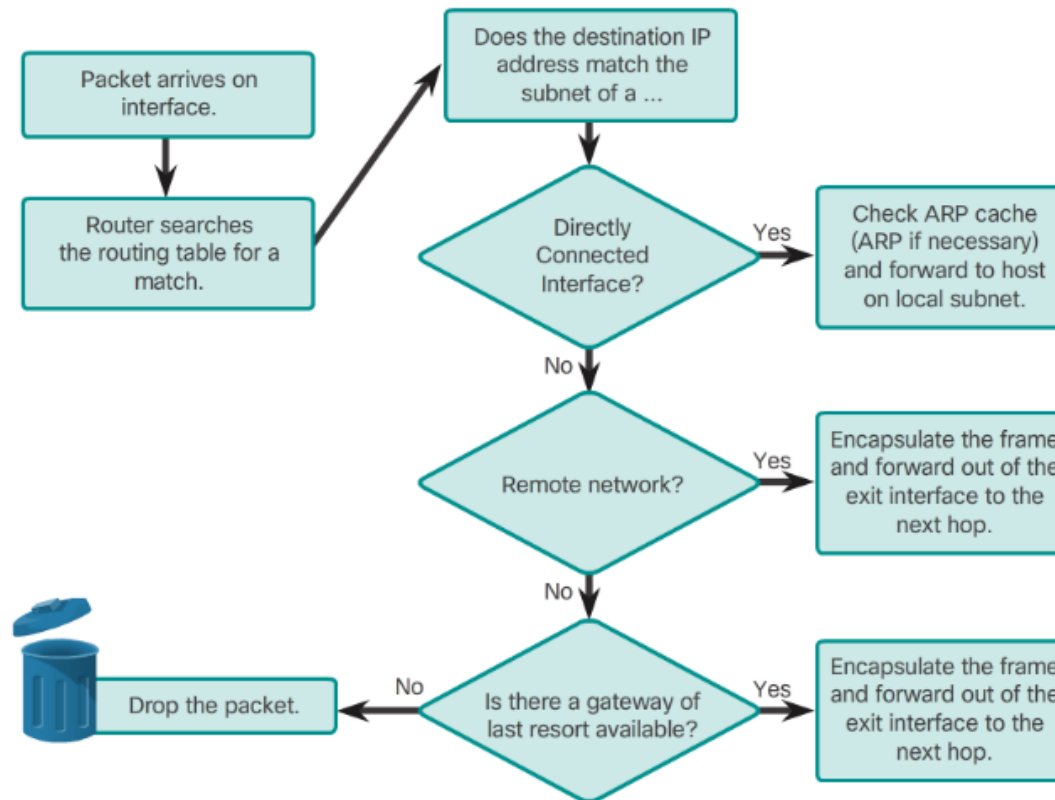 Packet arrives on
interface.
Router searches
the routing table for a
match.
Does the destination IP
address match the
subnet of a ...
Directly
Connected
Interface?
Yes
Check ARP cache
(ARP if necessary)
and forward to host
on local subnet.
No
Remote network?
Yes
Encapsulate the frame
and forward out of the
exit interface to the
next hop.
No
Is there a gateway of
last resort available?
Yes
Encapsulate the frame
and forward out of the
exit interface to the
next hop.
No
Drop the packet.